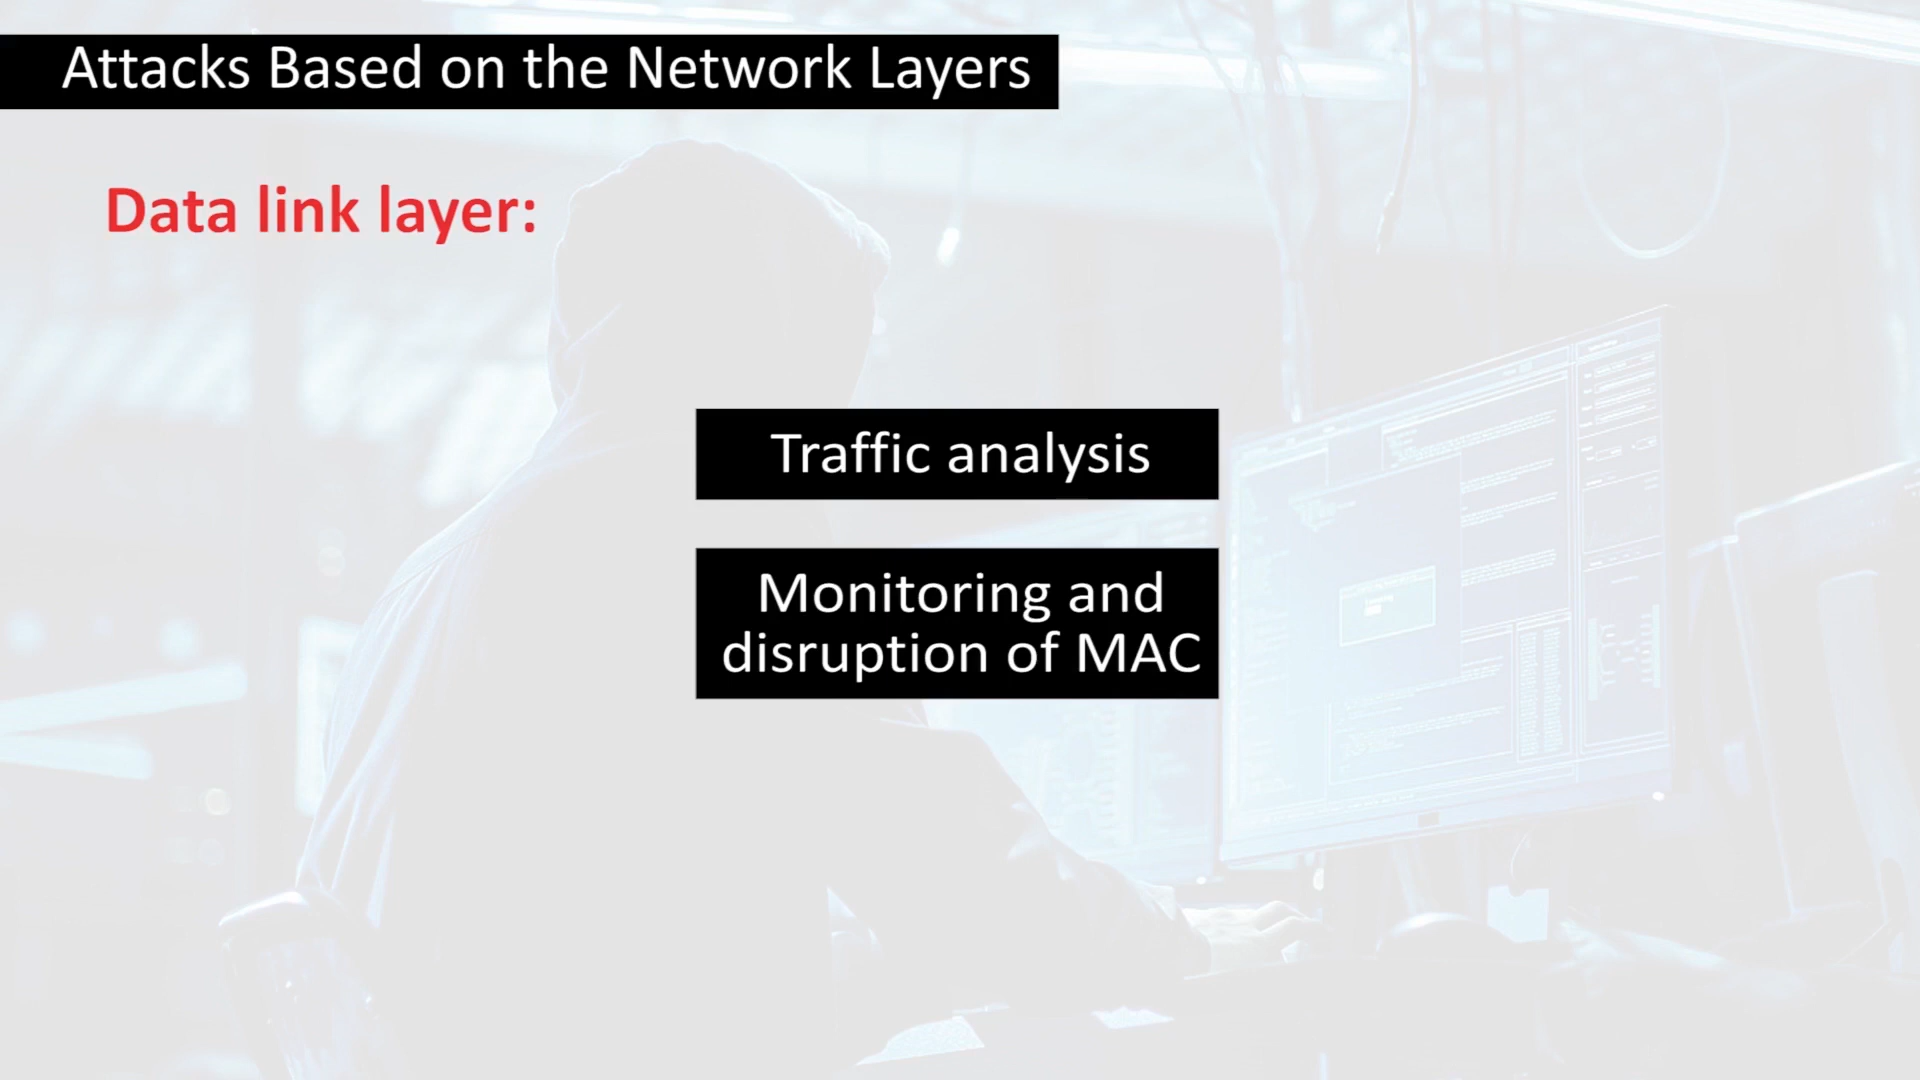 Attacks Based on the Network Layers
Data link layer:
Traffic analysis
Monitoring and
disruption of MAC